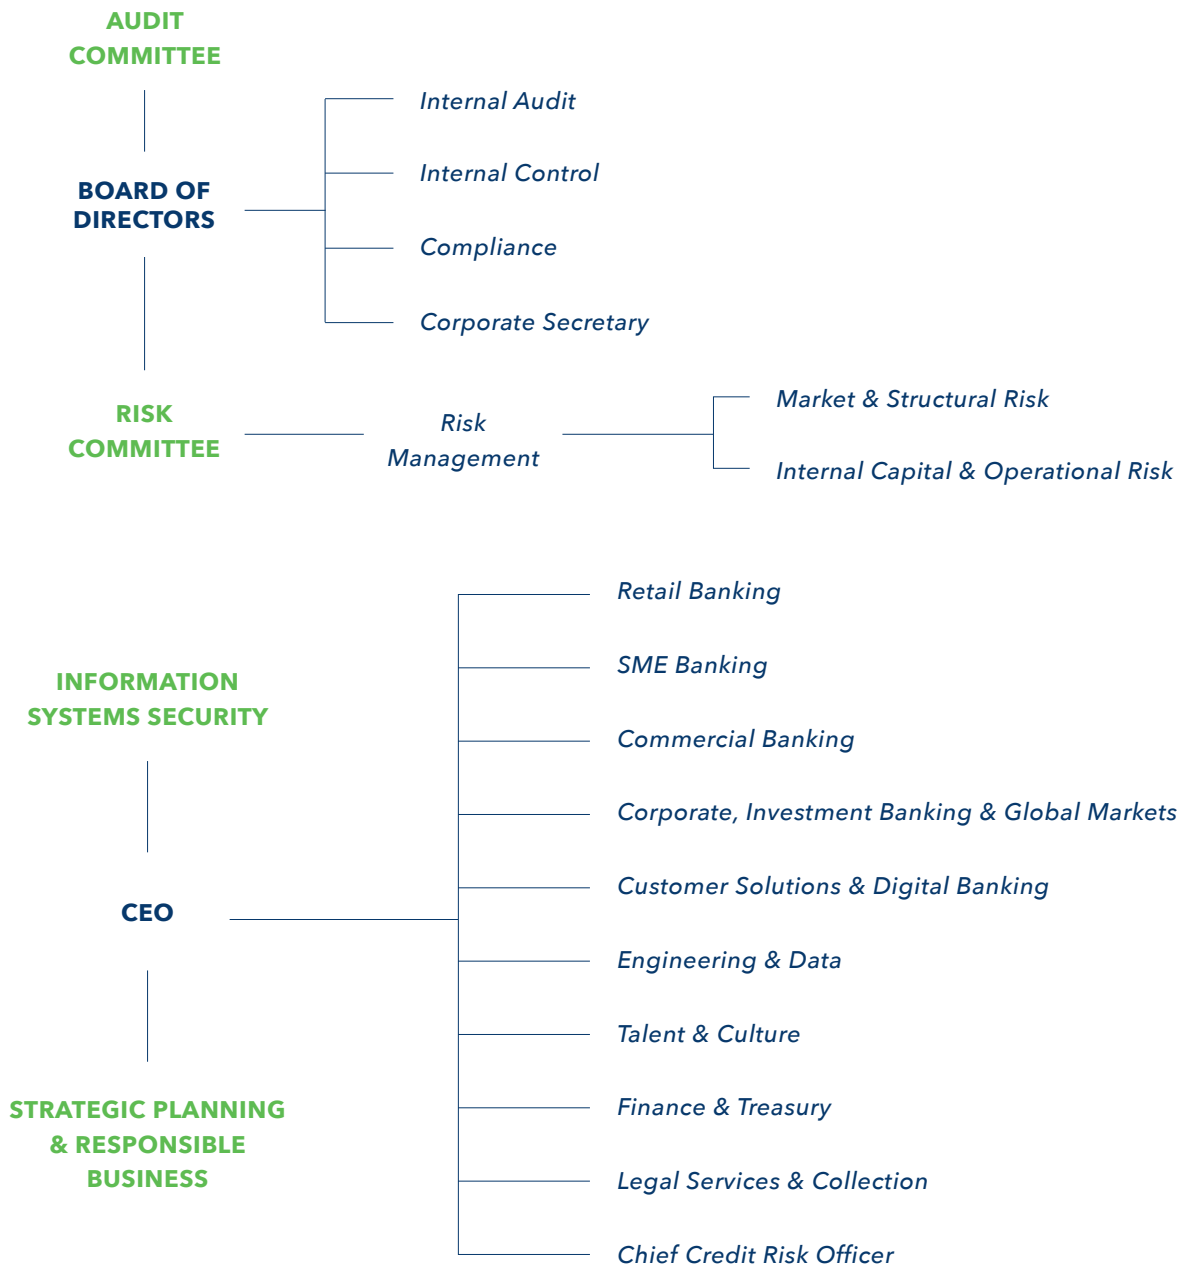 AUDIT
COMMITTEE
Internal Audit
Internal Control
BOARD OF
DIRECTORS
Compliance
Corporate Secretary
RISK
COMMITTEE
Risk
Management
Market & Structural Risk
Internal Capital & Operational Risk
INFORMATION
SYSTEMS SECURITY
CEO
STRATEGIC PLANNING
& RESPONSIBLE
BUSINESS
Retail Banking
SME Banking
Commercial Banking
Corporate, Investment Banking & Global Markets
Customer Solutions & Digital Banking
Engineering & Data
Talent & Culture
Finance & Treasury
Legal Services & Collection
Chief Credit Risk Officer